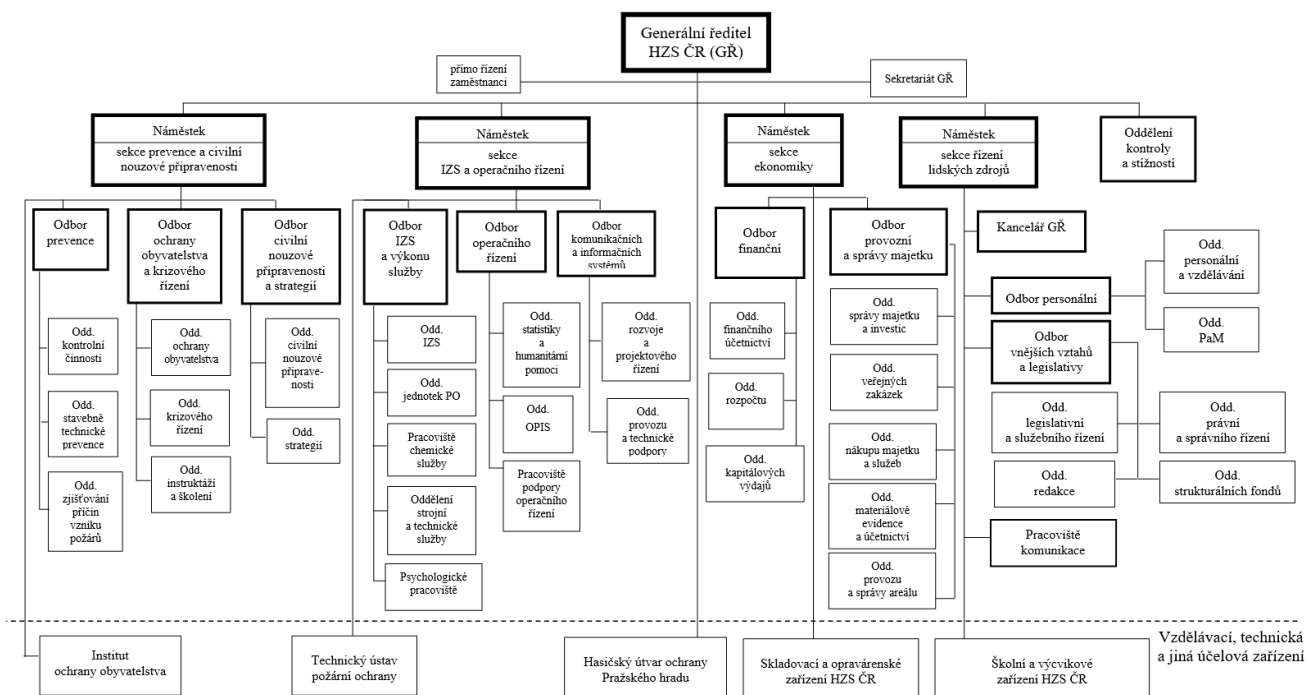 Generální ředitel
HZS ČR (GŘ)
přímo řízení
zaměstnanci
Sekretariát GŘ
Náměstek
sekce prevence a civilní
nouzové připravenosti
Náměstek
sekce
IZS a operačního řízení
Náměstek
sekce
ekonomiky
Náměstek
sekce řízení
lidských zdrojů
Oddělení
kontroly
a stížností
Odbor
prevence
Odbor
ochrany
obyvatelstva
a krizového
řízení
Odbor
civilní
nouzové
připravenosti
a strategií
Odbor
IZS
a výkonu
služby
Odbor
operačního
řízení
Odbor
komunikačních
a informačních
systémů
Odbor
finanční
Odbor
provozní
a správy majetku
Kancelář GŘ
Odbor personální
Odd.
personální
a vzdělávání
Odd.
PaM
Odbor
vnějších vztahů
a legislativy
Odd.
kontrolní
činnosti
Odd.
stavebně
technické
prevence
Odd.
zjišťování
příčin
vzniku
požárů
Odd.
ochrany
obyvatelstva
Odd.
krizového
řízení
Odd.
instruktáží
a školení
Odd.
civilní
nouzové
připrave-
nosti
Odd.
strategií
Odd.
IZS
Odd.
jednotek PO
Pracoviště
chemické
služby
Oddělení
strojní
a technické
služby
Psychologické
pracoviště
Odd.
statistiky
a
humanitární
pomoci
Odd.
OPIS
Pracoviště
podpory
operačního
řízení
Odd.
rozvoje
a
projektového
řízení
Odd.
provozu
a technické
podpory
Odd.
finančního
účetnictví
Odd.
rozpočtu
Odd.
kapitálových
výdajů
Odd.
správy majetku
a investic
Odd.
veřejných
zakázek
Odd.
nákupu majetku
a služeb
Odd.
materiálové
evidence
a účetnictví
Odd.
provozu
a správy areálu
Odd.
legislativní
a služebního řízení
Odd.
právní
a správního řízení
Odd.
redakce
Odd.
strukturálních fondů
Pracoviště
komunikace
Institut
ochrany obyvatelstva
Technický ústav
požární ochrany
Hasičský útvar ochrany
Pražského hradu
Skladovací a opravárenské
zařízení HZS ČR
Školní a výcvikové
zařízení HZS ČR
Vzdělávací, technická
a jiná účelová zařízení